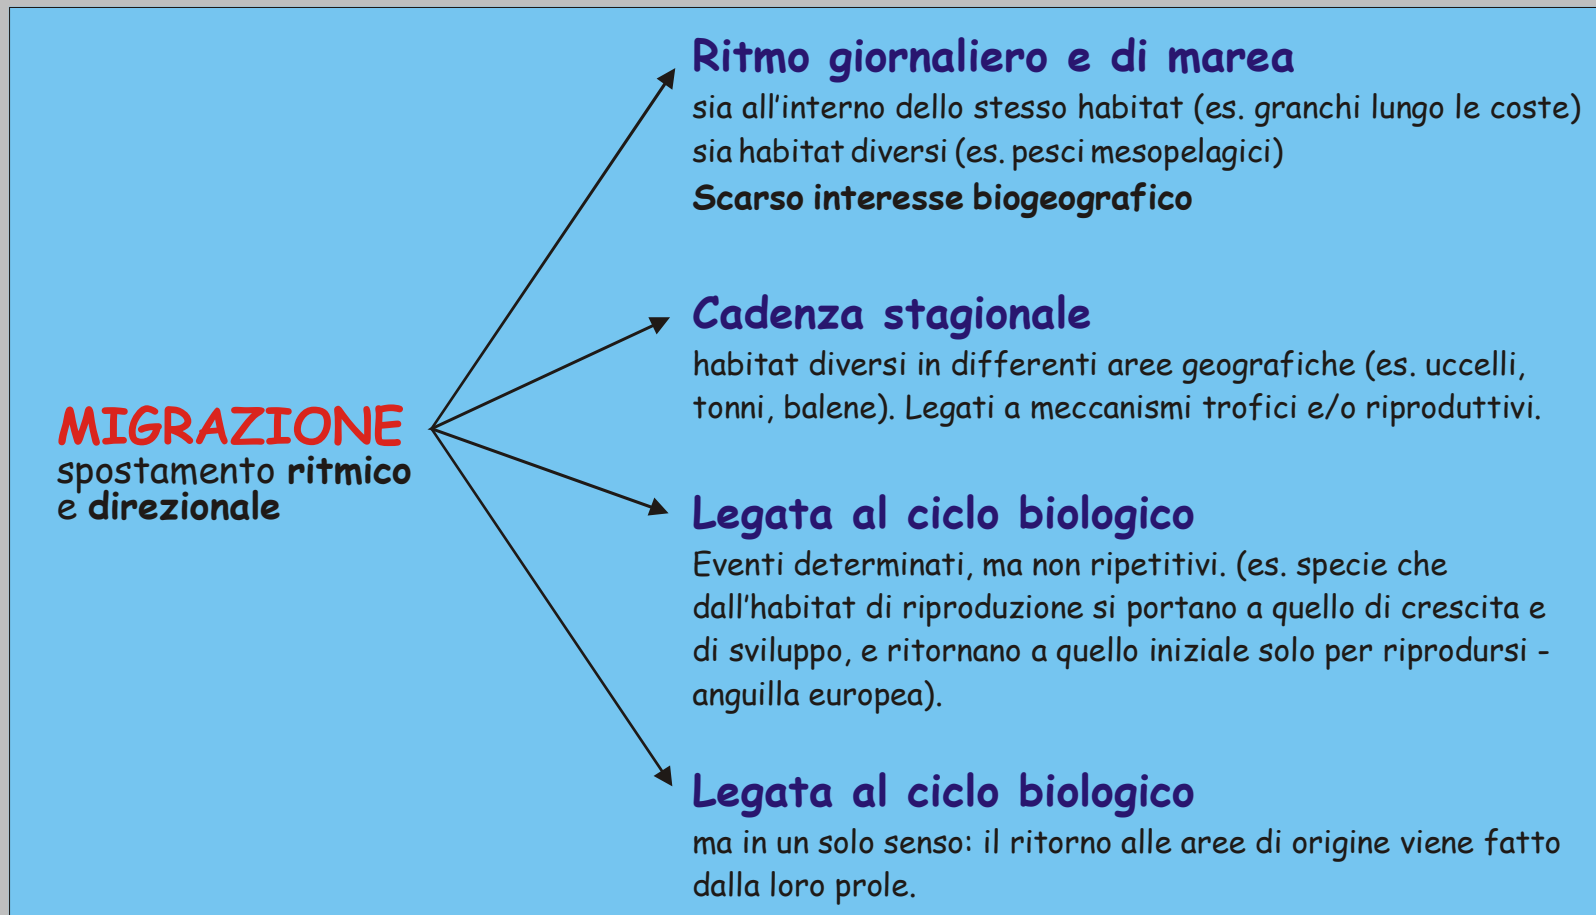 MIGRAZIONE
spostamento ritmico
e direzionale
Ritmo giornaliero e di marea
sia all'interno dello stesso habitat (es. granchi lungo le coste)
sia habitat diversi (es. pesci mesopelagici)
Scarso interesse biogeografico
Cadenza stagionale
habitat diversi in differenti aree geografiche (es. uccelli,
tonni, balene). Legati a meccanismi trofici e/o riproduttivi.
Legata al ciclo biologico
Eventi determinati, ma non ripetitivi. (es. specie che
dall'habitat di riproduzione si portano a quello di crescita e
di sviluppo, e ritornano a quello iniziale solo per riprodursi -
anguilla europea).
Legata al ciclo biologico
ma in un solo senso: il ritorno alle aree di origine viene fatto
dalla loro prole.